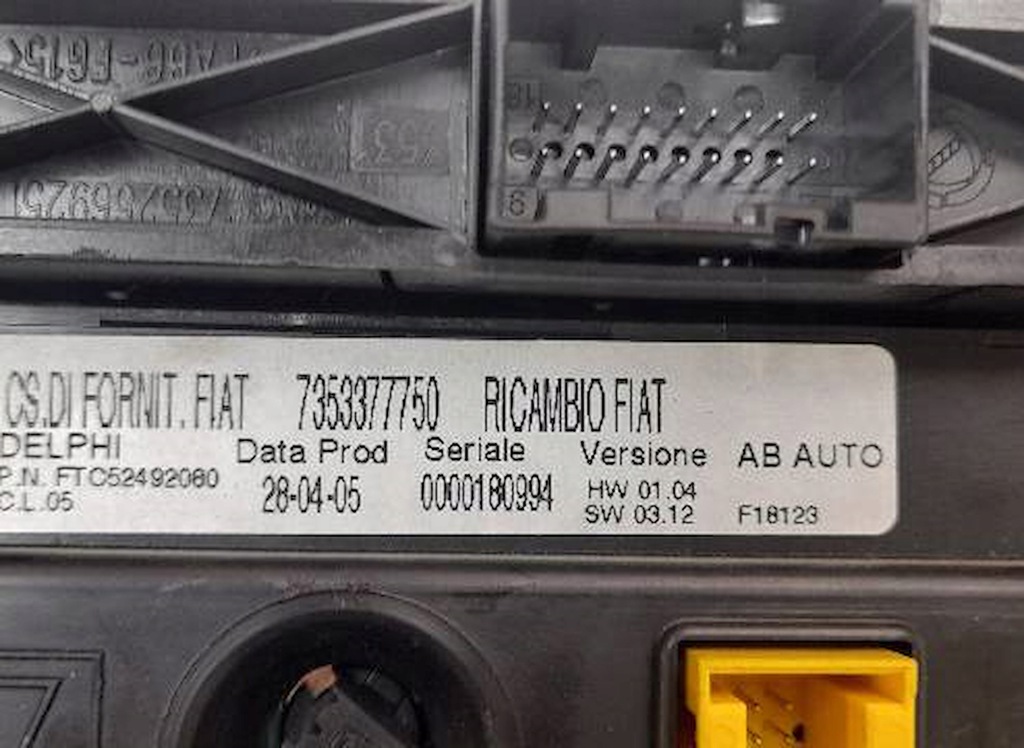 CS.DI FORNIT. FIAT 7353377750 RICAMBIO FIAT
DELPHI Data Prod Seriale Versione AB AUTO
P.N. FTC52492080 28-04-05 0000180994 HW 01.04
C.L.05 SW 03.12 F18123